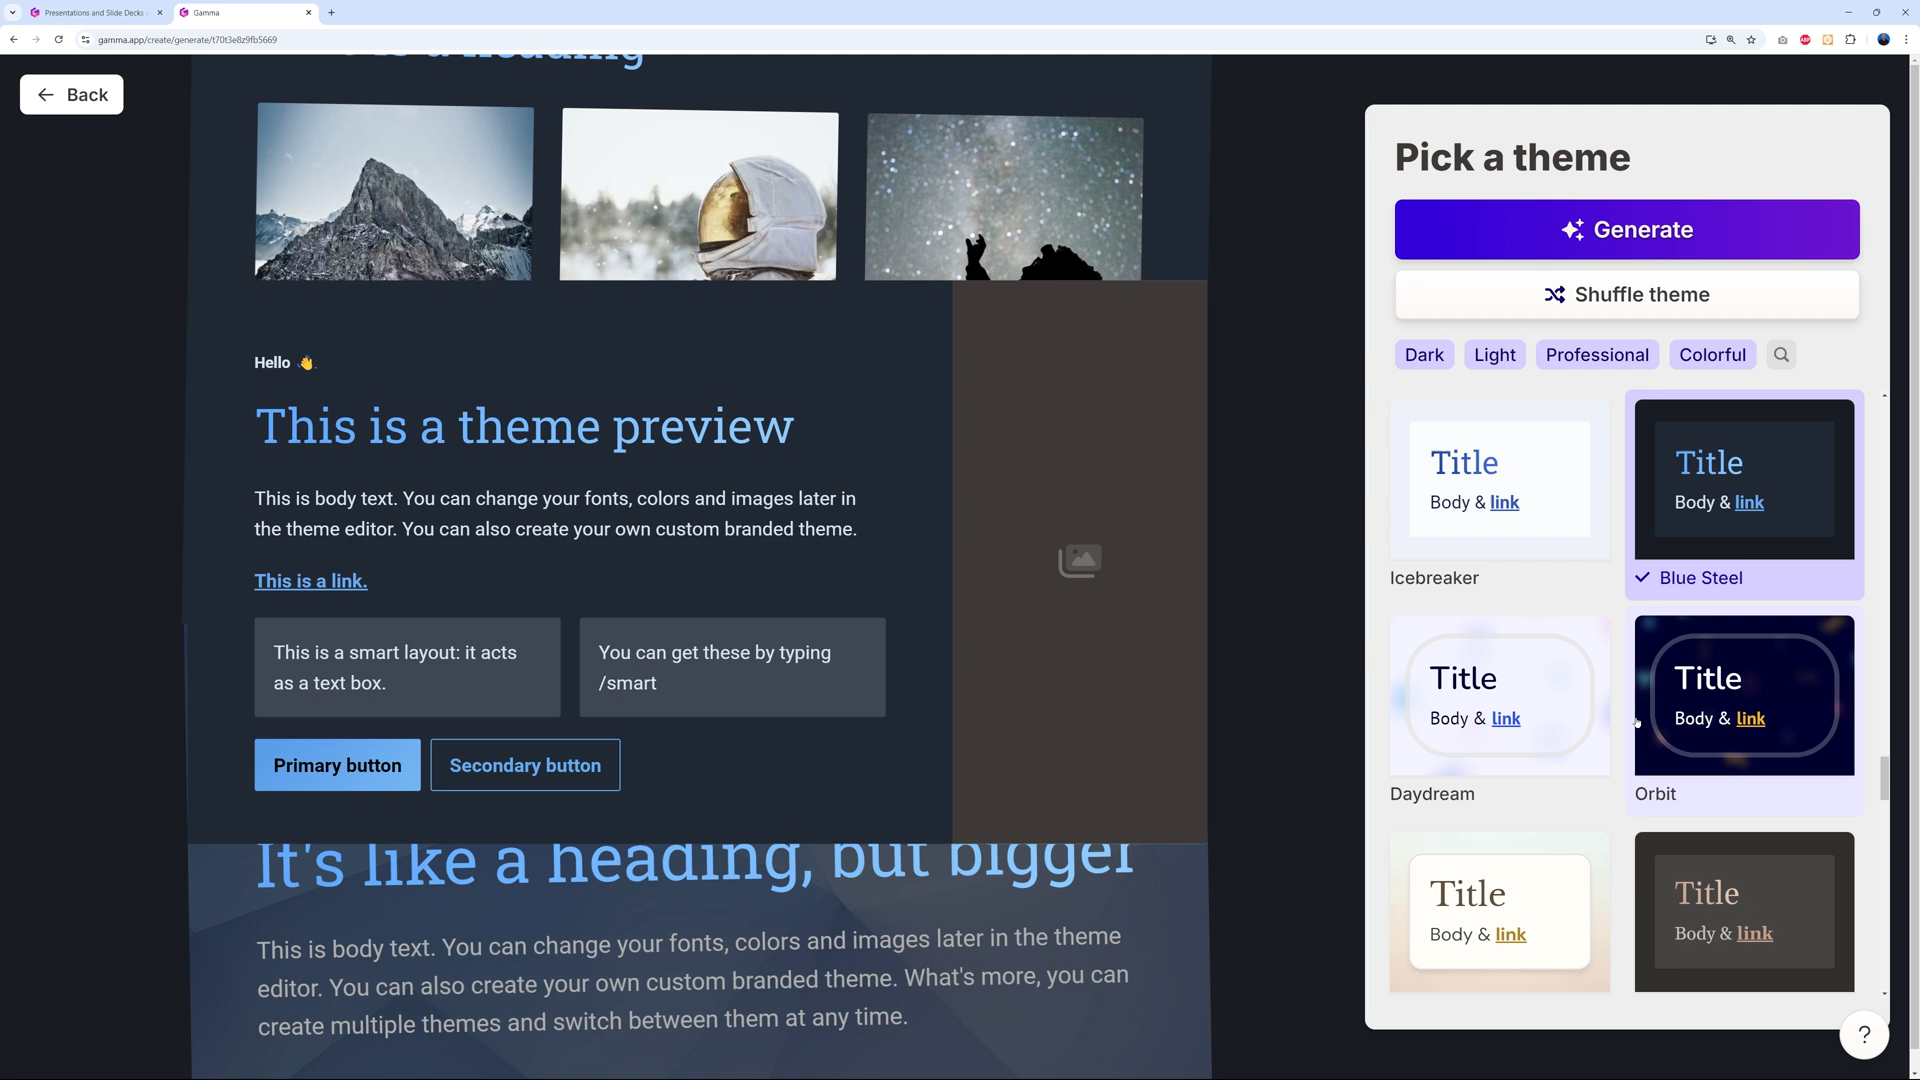 Presentations and Slide Decks
Gamma
gamma.app/create/generate/t70t3e8z9fb5669
Back
Hello 👋
This is a theme preview
This is body text. You can change your fonts, colors and images later in
the theme editor. You can also create your own custom branded theme.
This is a link.
This is a smart layout: it acts
as a text box.
You can get these by typing
/smart
Primary button
Secondary button
It's like a heading, but bigger
This is body text. You can change your fonts, colors and images later in the theme
editor. You can also create your own custom branded theme. What's more, you can
create multiple themes and switch between them at any time.
Pick a theme
Generate
Shuffle theme
Dark
Light
Professional
Colorful
Title
Body & link
Icebreaker
Title
Body & link
Blue Steel
Title
Body & link
Daydream
Title
Body & link
Orbit
Title
Body & link
Title
Body & link
?